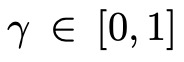 γ ∈ [0, 1]